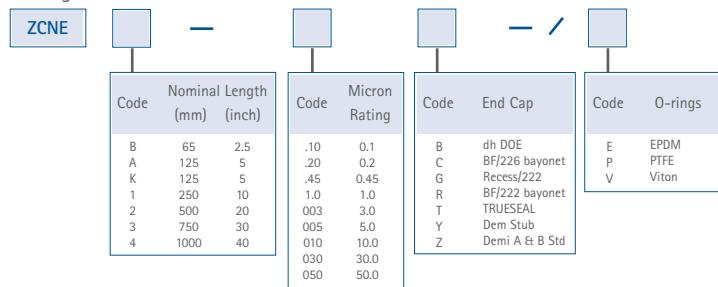 ZCNE — — /
Code Nominal Length (mm) (inch)
B 65 2.5
A 125 5
K 125 5
1 250 10
2 500 20
3 750 30
4 1000 40
Code Micron Rating
.10 0.1
.20 0.2
.45 0.45
1.0 1.0
003 3.0
005 5.0
010 10.0
030 30.0
050 50.0
Code End Cap
B dh DOE
C BF/226 bayonet
G Recess/222
R BF/222 bayonet
T TRUESEAL
Y Dem Stub
Z Demi A & B Std
Code O-rings
E EPDM
P PTFE
V Viton